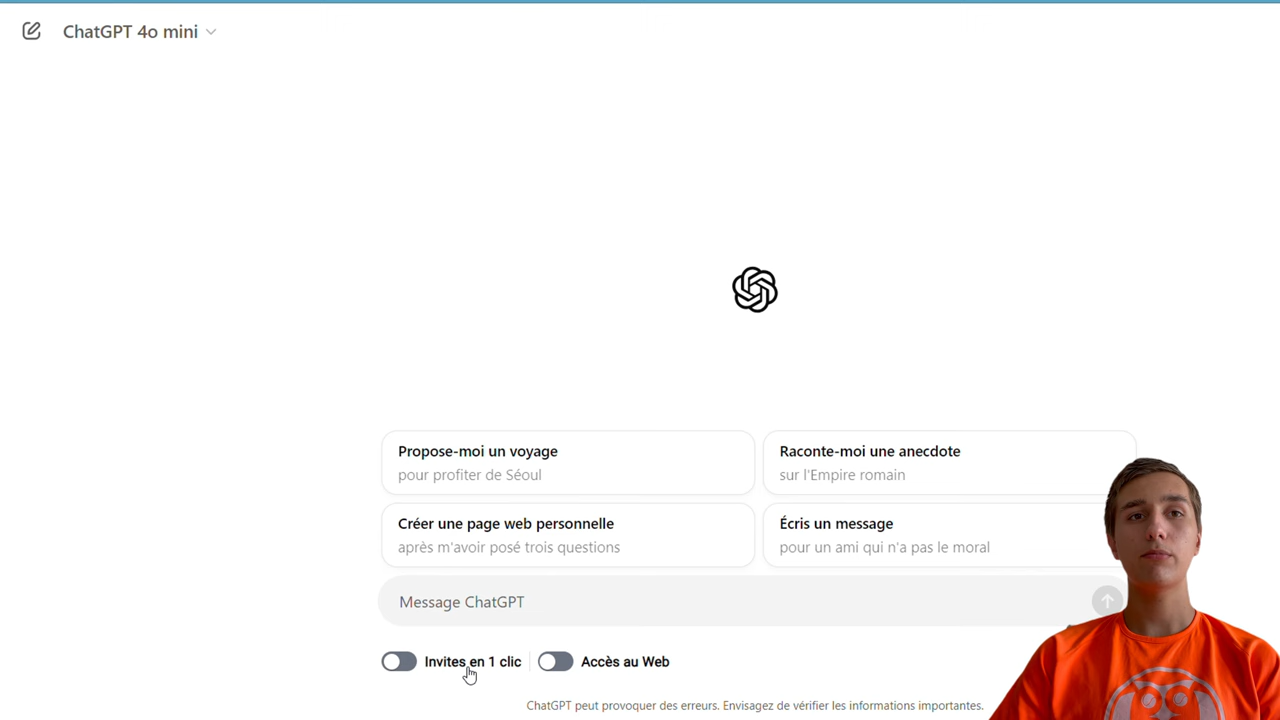 ChatGPT 4o mini
Propose-moi un voyage
pour profiter de Séoul
Raconte-moi une anecdote
sur l'Empire romain
Créer une page web personnelle
après m'avoir posé trois questions
Écris un message
pour un ami qui n'a pas le moral
Message ChatGPT
Invites en 1 clic
Accès au Web
ChatGPT peut provoquer des erreurs. Envisagez de vérifier les informations importantes.